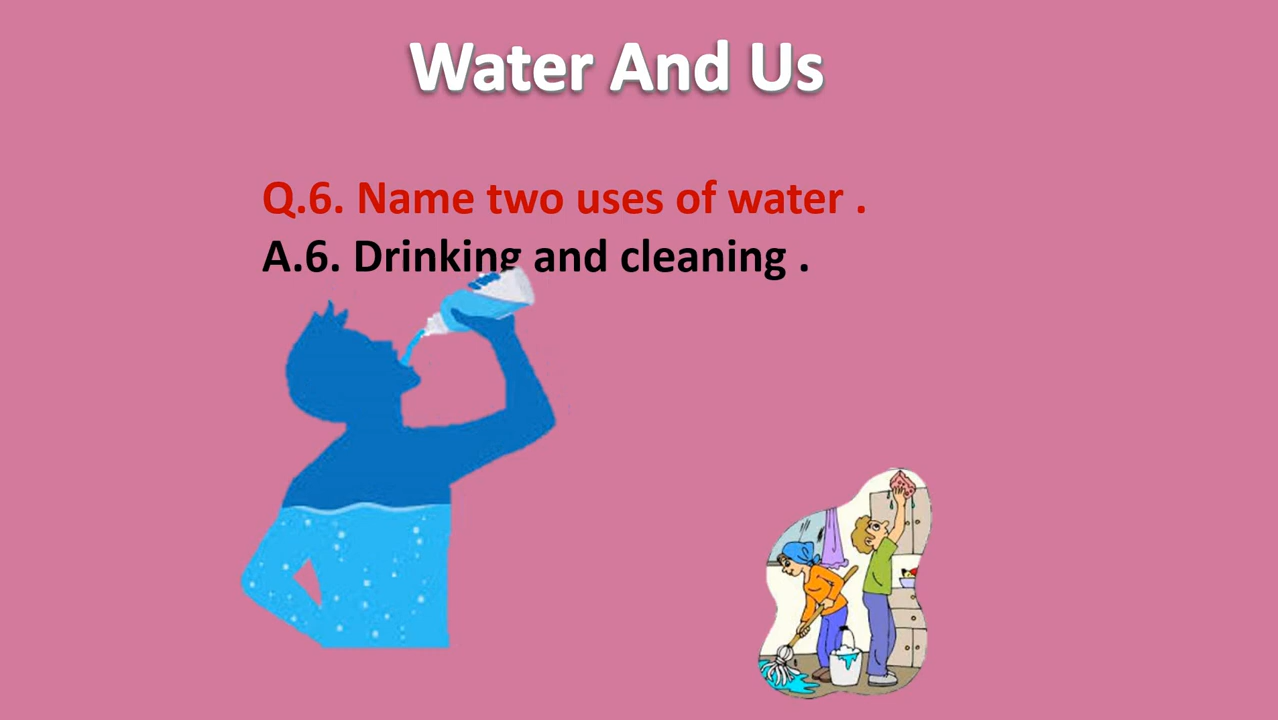 Water And Us
Q.6. Name two uses of water .
A.6. Drinking and cleaning .